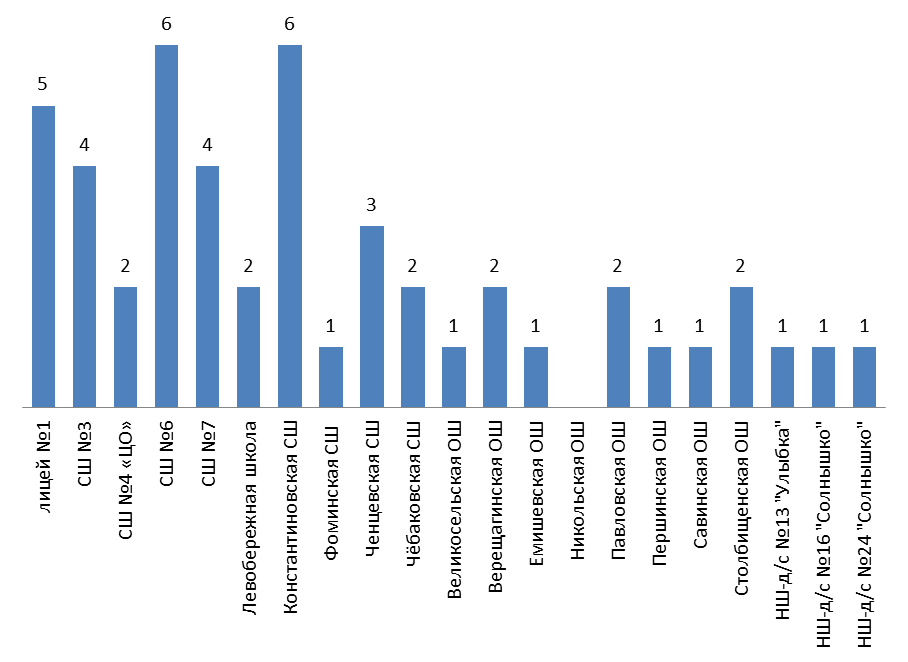 5
4
2
6
4
2
6
1
3
2
1
2
1
2
1
1
2
1
1
1
лицей №1
СШ №3
СШ №4 «ЦО»
СШ №6
СШ №7
Левобережная школа
Константиновская СШ
Фоминская СШ
Ченцевская СШ
Чёбаковская СШ
Великосельская ОШ
Верещагинская ОШ
Емишевская ОШ
Никольская ОШ
Павловская ОШ
Першинская ОШ
Савинская ОШ
Столбищенская ОШ
НШ-д/с №13 "Улыбка"
НШ-д/с №16 "Солнышко"
НШ-д/с №24 "Солнышко"